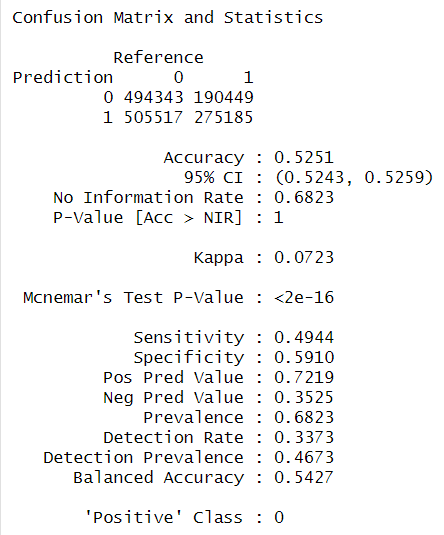 Confusion Matrix and Statistics
Reference
Prediction 0 1
0 494343 190449
1 505517 275185
Accuracy : 0.5251
95% CI : (0.5243, 0.5259)
No Information Rate : 0.6823
P-Value [Acc > NIR] : 1
Kappa : 0.0723
Mcnemar's Test P-Value : <2e-16
Sensitivity : 0.4944
Specificity : 0.5910
Pos Pred Value : 0.7219
Neg Pred Value : 0.3525
Prevalence : 0.6823
Detection Rate : 0.3373
Detection Prevalence : 0.4673
Balanced Accuracy : 0.5427
'Positive' Class : 0